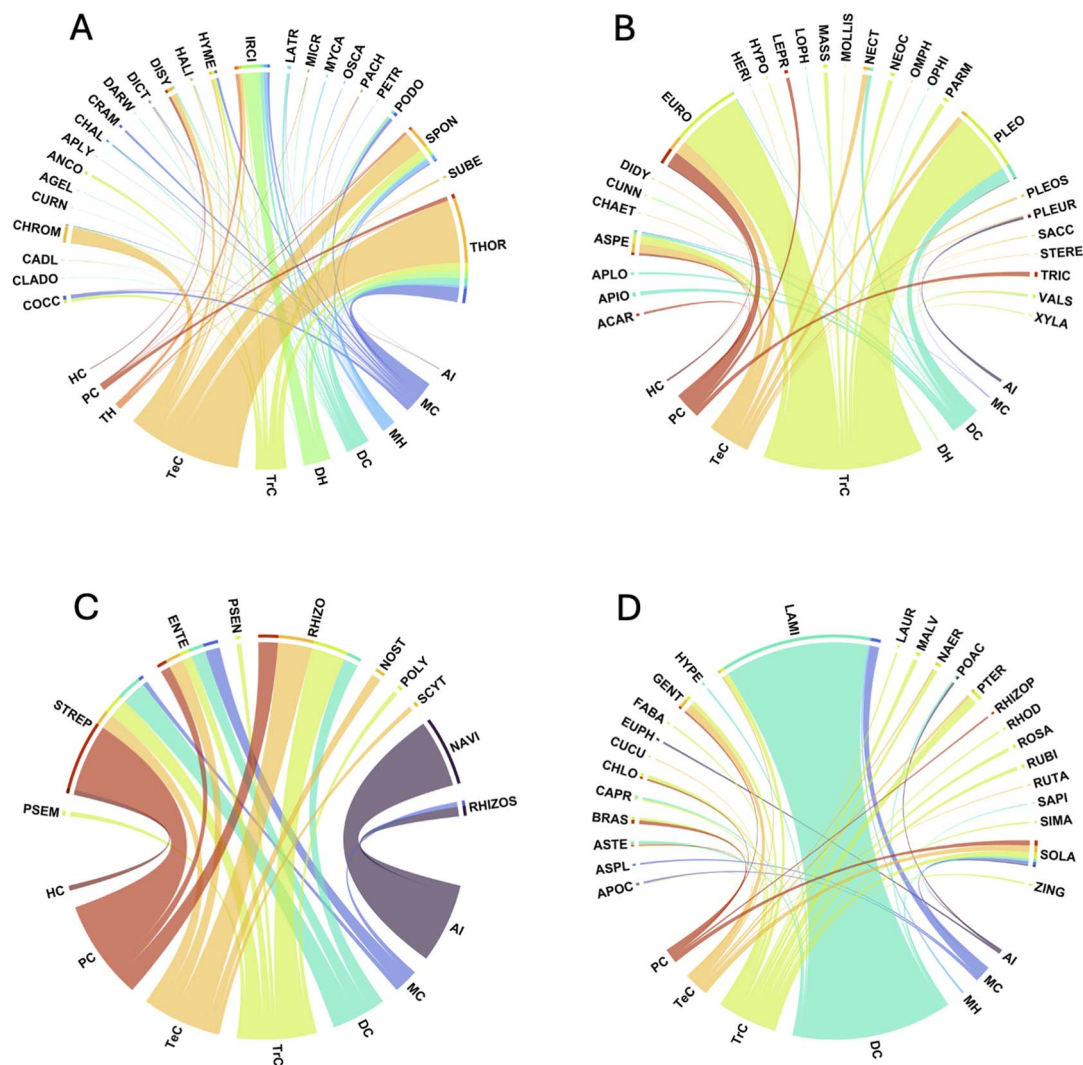 A
COCC
CLADO
CADL
CHROM
CURN
AGEL
ANCO
APLY
CHAL
CRAM
DARW
DICT
DISY
HALI
HYME
IRCI
LATR
MICR
MYCA
OSCA
PACH
PETR
PODO
SPON
SUBE
THOR
AI
MC
MH
DC
DH
TrC
TeC
TH
PC
HC
B
ACAR
APIO
APLO
ASPE
CHAET
CUNN
DIDY
EURO
HERI
HYPO
LEPR
LOPH
MASS
MOLLIS
NECT
NEOC
OMPH
OPHI
PARM
PLEO
PLEOS
PLEUR
SACC
STERE
TRIC
VALS
XYLA
AI
MC
DC
DH
TrC
TeC
PC
HC
C
PSEM
STREP
ENTE
PSEN
RHIZO
NOST
POLY
SCYT
NAVI
RHIZOS
AI
MC
DC
TrC
TeC
PC
HC
D
APOC
ASPL
ASTE
BRAS
CAPR
CHLO
CUCU
EUPH
FABA
GENT
HYPE
LAMI
LAUR
MALV
NAER
POAC
PTER
RHIZOP
RHOD
ROSA
RUBI
RUTA
SAPI
SIMA
SOLA
ZING
AI
MC
MH
DC
TrC
TeC
PC